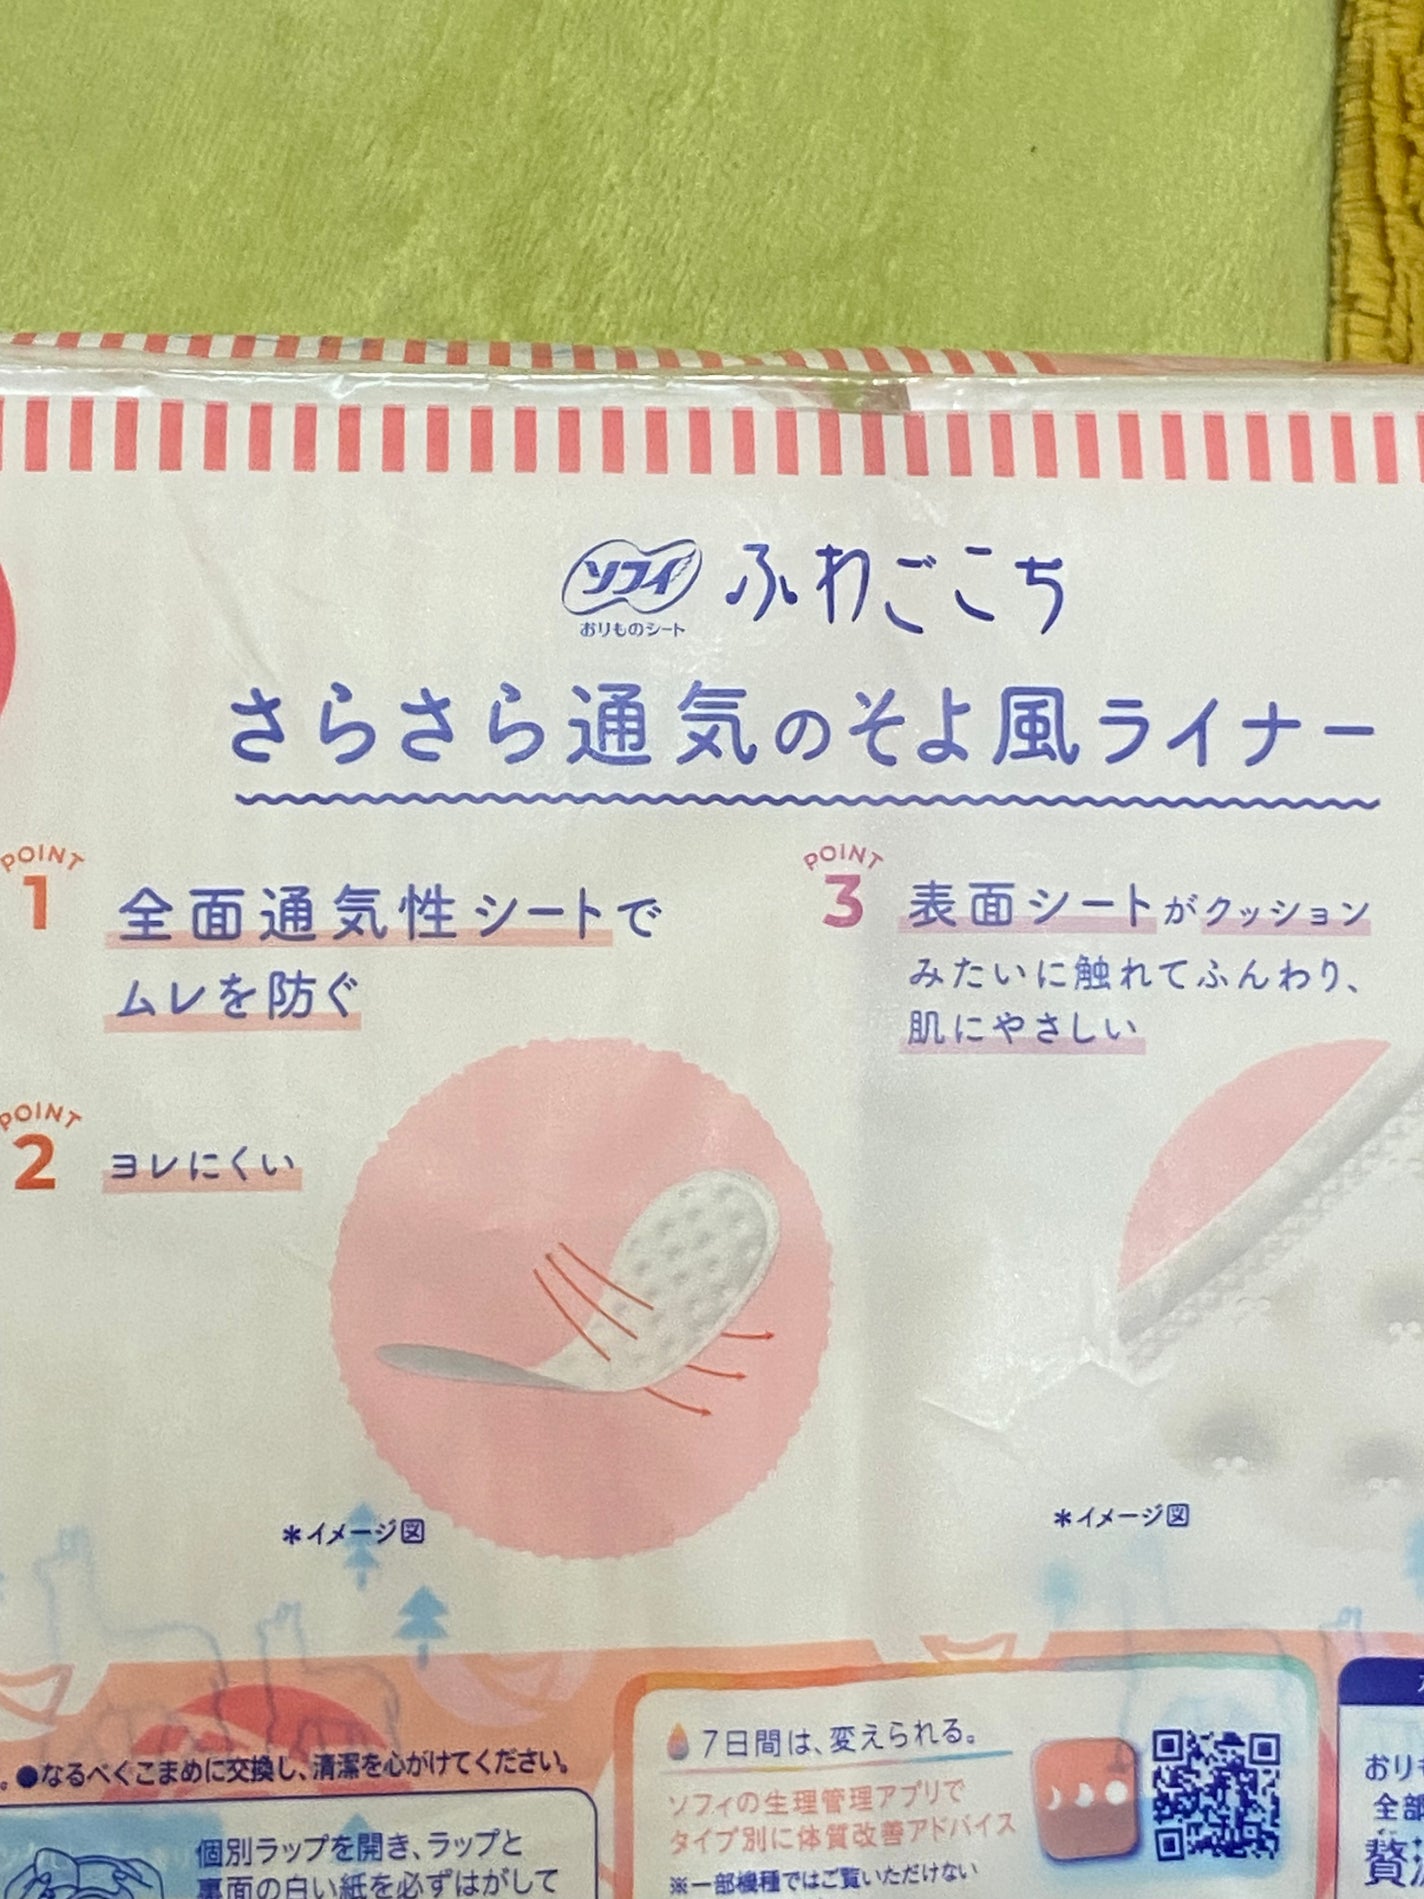 ソフィ ふわごこち
おりものシート
さらさら通気のそよ風ライナー
POINT
1
全面通気性シートで
ムレを防ぐ
POINT
2
ヨレにくい
POINT
3
表面シートがクッション
みたいに触れてふんわり、
肌にやさしい
*イメージ図
*イメージ図
。●なるべくこまめに交換し、清潔を心がけてください。
個別ラップを開き、ラップと
裏面の白い紙を必ずはがして
7日間は、変えられる。
ソフィの生理管理アプリで
タイプ別に体質改善アドバイス
※一部機種ではご覧いただけない
おりも
全部
贅